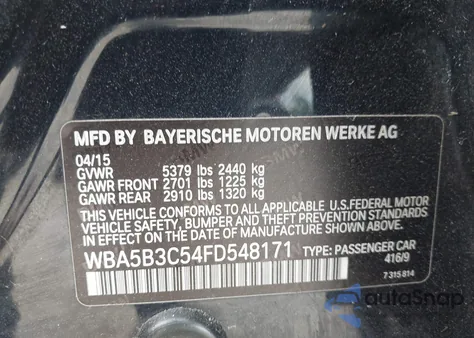 MFD BY BAYERISCHE MOTOREN WERKE AG
04/15
GVWR 5379 lbs 2440 kg
GAWR FRONT 2701 lbs 1225 kg
GAWR REAR 2910 lbs 1320 kg
THIS VEHICLE CONFORMS TO ALL APPLICABLE U.S.FEDERAL MOTOR
VEHICLE SAFETY, BUMPER, AND THEFT PREVENTION STANDARDS IN
EFFECT ON THE DATE OF MANUFACTURE SHOWN ABOVE.
WBA5B3C54FD548171 TYPE: PASSENGER CAR
416/9
7 315 814
autoSnap